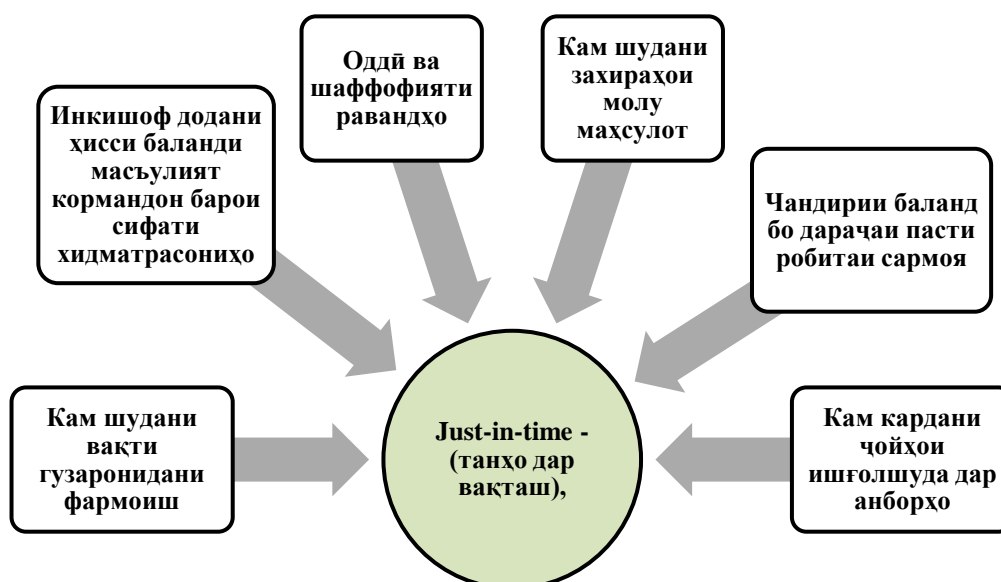 Кам шудани
вақти
гузаронидани
фармоиш
Инкишоф додани
ҳисси баланди
масъулият
кормандон барои
сифати
хидматрасониҳо
Оддӣ ва
шаффофияти
равандҳо
Кам шудани
захираҳои
молу
маҳсулот
Чандирии баланд
бо дараҷаи пасти
робитаи сармоя
Кам кардани
ҷойҳои
ишғолшуда дар
анборҳо
Just-in-time -
(танҳо дар
вақташ),